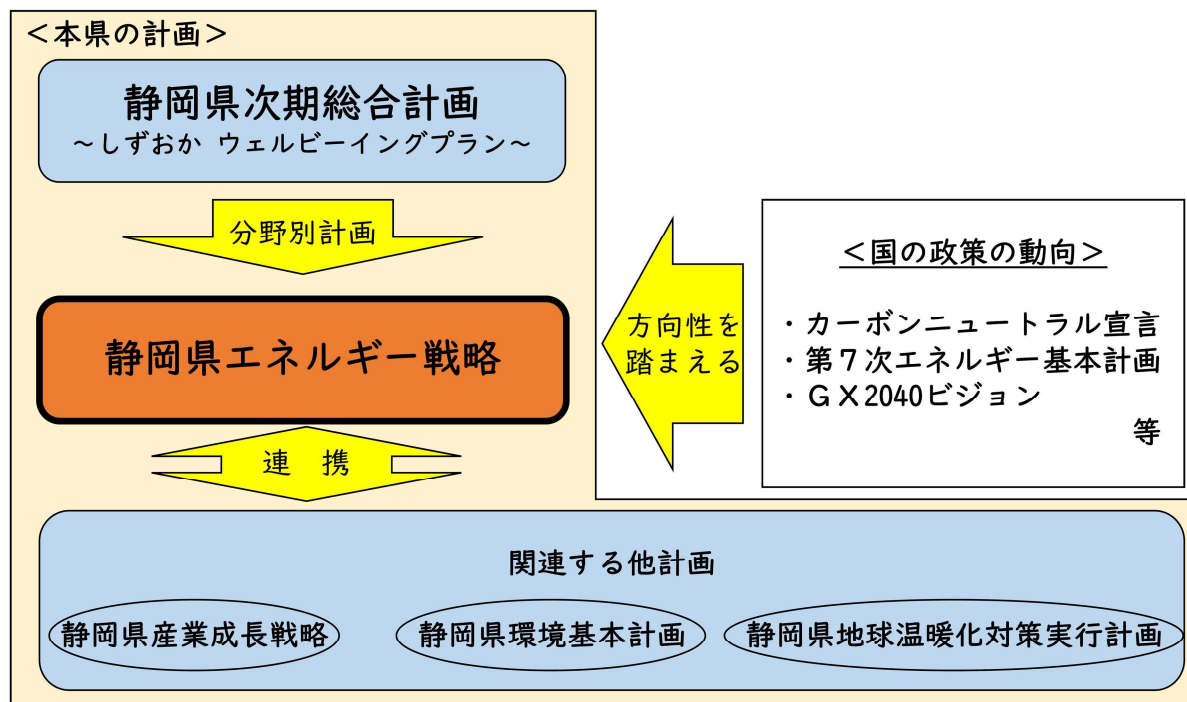 ＜本県の計画＞
静岡県次期総合計画
～しずおか ウェルビーイングプラン～
分野別計画
静岡県エネルギー戦略
方向性を
踏まえる
＜国の政策の動向＞
・カーボンニュートラル宣言
・第７次エネルギー基本計画
・ＧＸ2040ビジョン
等
連　携
関連する他計画
静岡県産業成長戦略
静岡県環境基本計画
静岡県地球温暖化対策実行計画